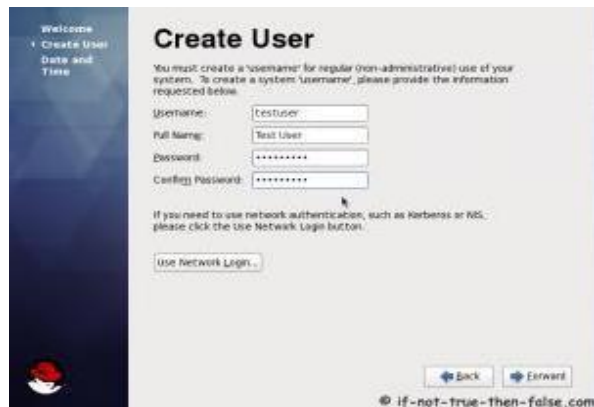 Welcome
Create User
Date and
Time
Create User
You must create a 'username' for regular (non-administrative) use of your
system. To create a system 'username', please provide the information
requested below.
Username: testuser
Full Name: Test User
Password: •••••••••
Confirm Password: •••••••••
If you need to use network authentication, such as Kerberos or NIS,
please click the Use Network Login button.
Use Network Login...
Back Forward
© if-not-true-then-false.com